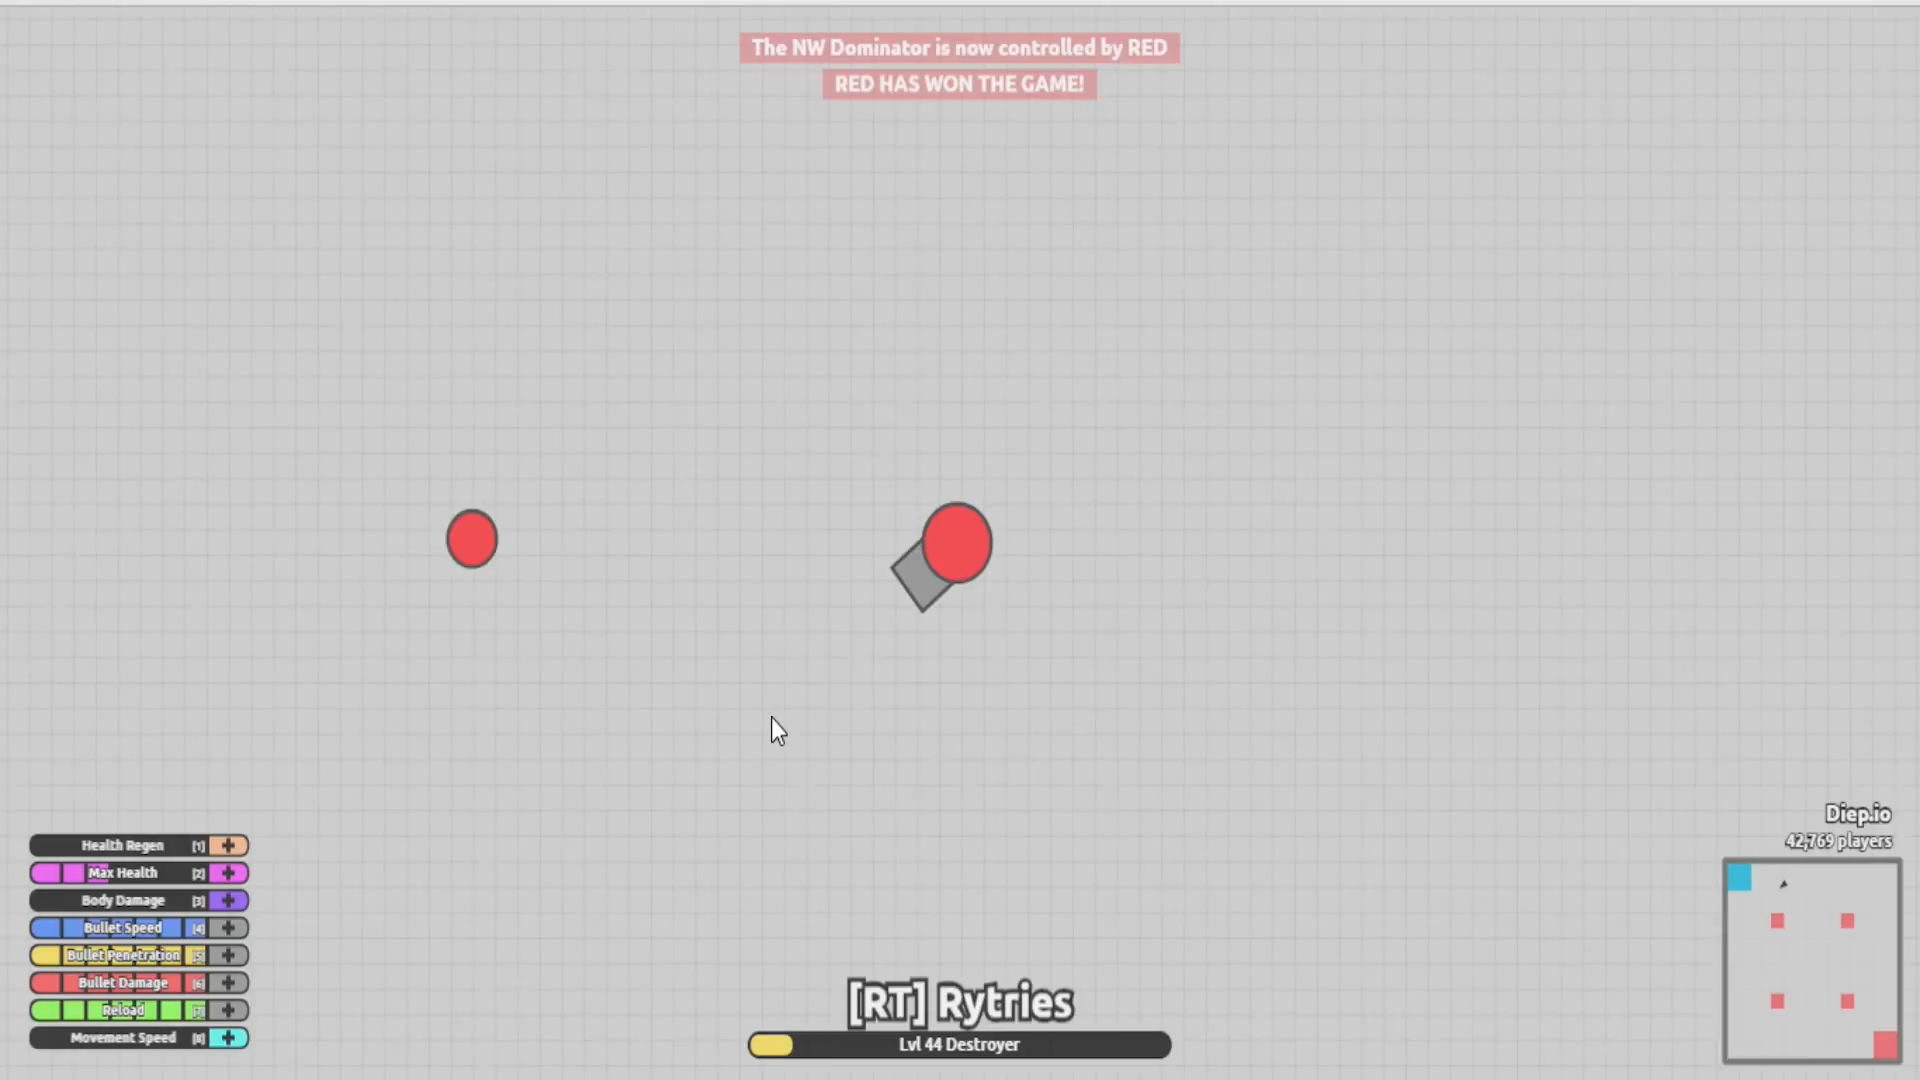 The NW Dominator is now controlled by RED
RED HAS WON THE GAME!
Diep.io
42,769 players
Health Regen [1]
Max Health [2]
Body Damage [3]
Bullet Speed [4]
Bullet Penetration [5]
Bullet Damage [6]
Reload [7]
Movement Speed [8]
[RT] Rytries
Lvl 44 Destroyer